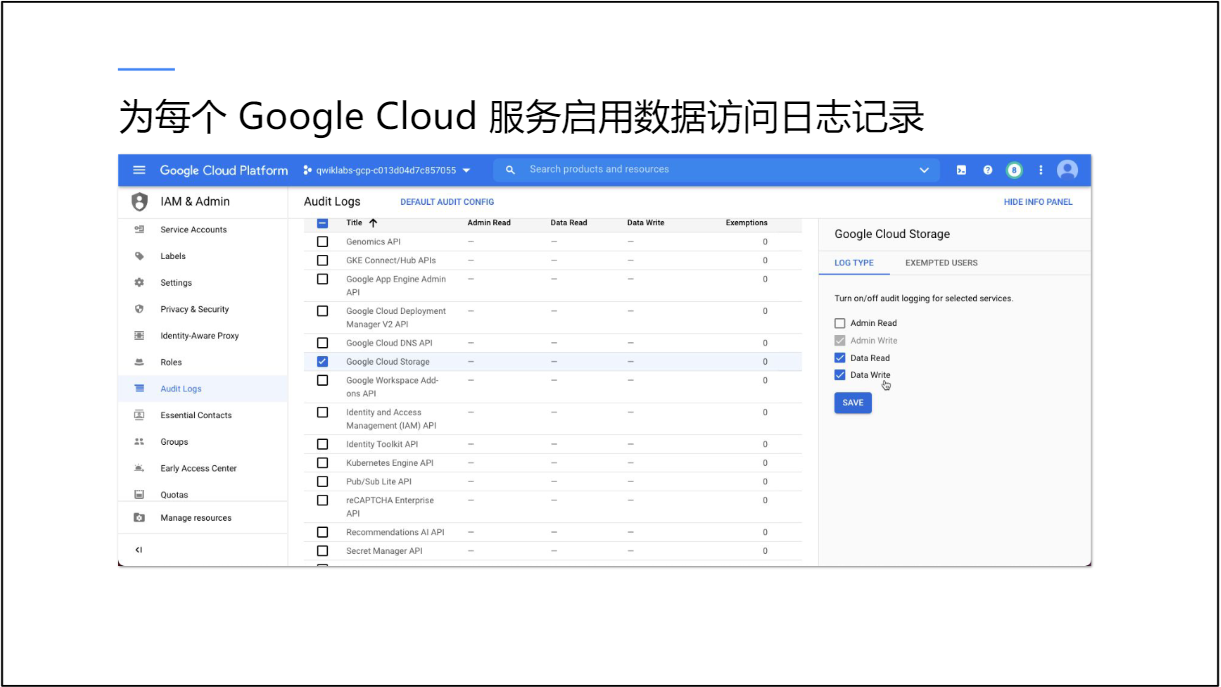 为每个 Google Cloud 服务启用数据访问日志记录
Google Cloud Platform qwiklabs-gcp-c013d04d7c857055 Search products and resources 8
IAM & Admin Audit Logs DEFAULT AUDIT CONFIG HIDE INFO PANEL
Service Accounts
Labels
Settings
Privacy & Security
Identity-Aware Proxy
Roles
Audit Logs
Essential Contacts
Groups
Early Access Center
Quotas
Manage resources
Title Admin Read Data Read Data Write Exemptions
Genomics API – – – 0
GKE Connect/Hub APIs – – – 0
Google App Engine Admin – – – 0
API
Google Cloud Deployment – – – 0
Manager V2 API
Google Cloud DNS API – – – 0
Google Cloud Storage – – – 0
Google Workspace Add- – – – 0
ons API
Identity and Access – – – 0
Management (IAM) API
Identity Toolkit API – – – 0
Kubernetes Engine API – – – 0
Pub/Sub Lite API – – – 0
reCAPTCHA Enterprise – – – 0
API
Recommendations AI API – – – 0
Secret Manager API – – – 0
Google Cloud Storage
LOG TYPE EXEMPTED USERS
Turn on/off audit logging for selected services.
Admin Read
Admin Write
Data Read
Data Write
SAVE